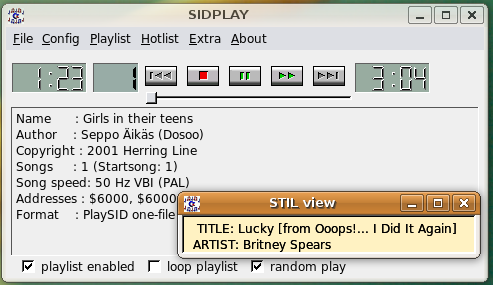 SIDPLAY
File Config Playlist Hotlist Extra About
1:23 1 3:04
Name : Girls in their teens
Author : Seppo Äikäs (Dosoo)
Copyright : 2001 Herring Line
Songs : 1 (Startsong: 1)
Song speed: 50 Hz VBI (PAL)
Addresses : $6000, $6000
Format : PlaySID one-file
STIL view
TITLE: Lucky [from Ooops!... I Did It Again]
ARTIST: Britney Spears
playlist enabled loop playlist random play